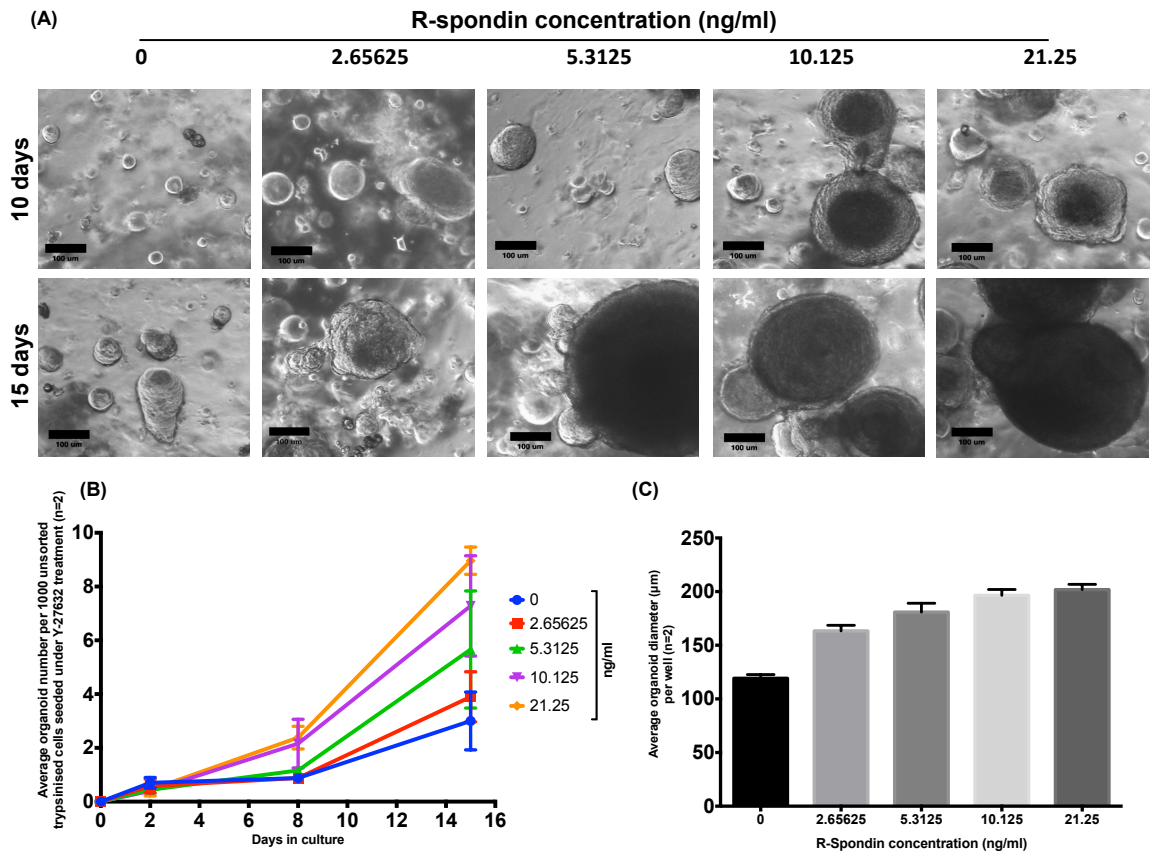 (A)
R-spondin concentration (ng/ml)
0 2.65625 5.3125 10.125 21.25
10 days
100 um 100 um 100 um 100 um 100 um
15 days
100 um 100 um 100 um 100 um 100 um
(B)
Average organoid number per 1000 unsorted
trypsinised cells seeded under Y-27632 treatment (n=2)
10
8
6
4
2
0
0 2 4 6 8 10 12 14 16
Days in culture
0
2.65625
5.3125
10.125
21.25
ng/ml
(C)
Average organoid diameter (µm)
per well (n=2)
250
200
150
100
50
0
0 2.65625 5.3125 10.125 21.25
R-Spondin concentration (ng/ml)